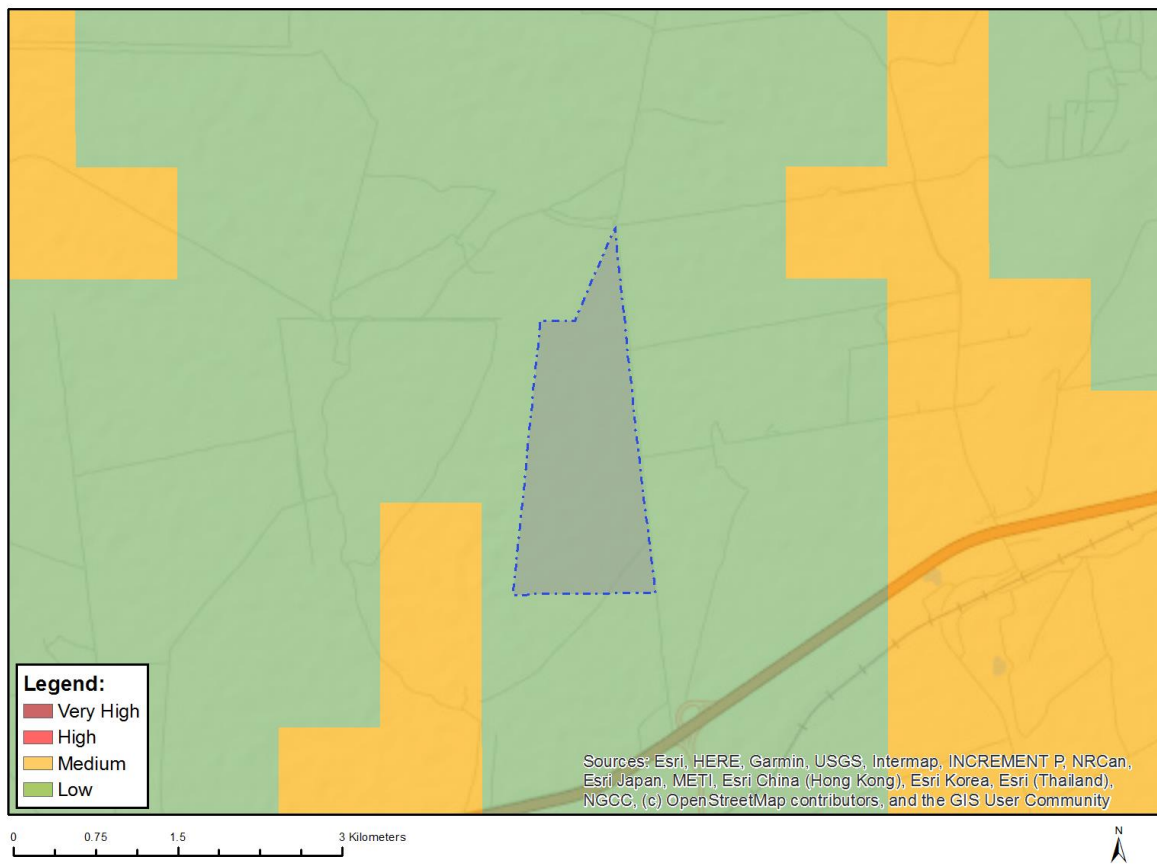 Legend:
Very High
High
Medium
Low
Sources: Esri, HERE, Garmin, USGS, Intermap, INCREMENT P, NRCan,
Esri Japan, METI, Esri China (Hong Kong), Esri Korea, Esri (Thailand),
NGCC, (c) OpenStreetMap contributors, and the GIS User Community
0 0.75 1.5 3 Kilometers
N